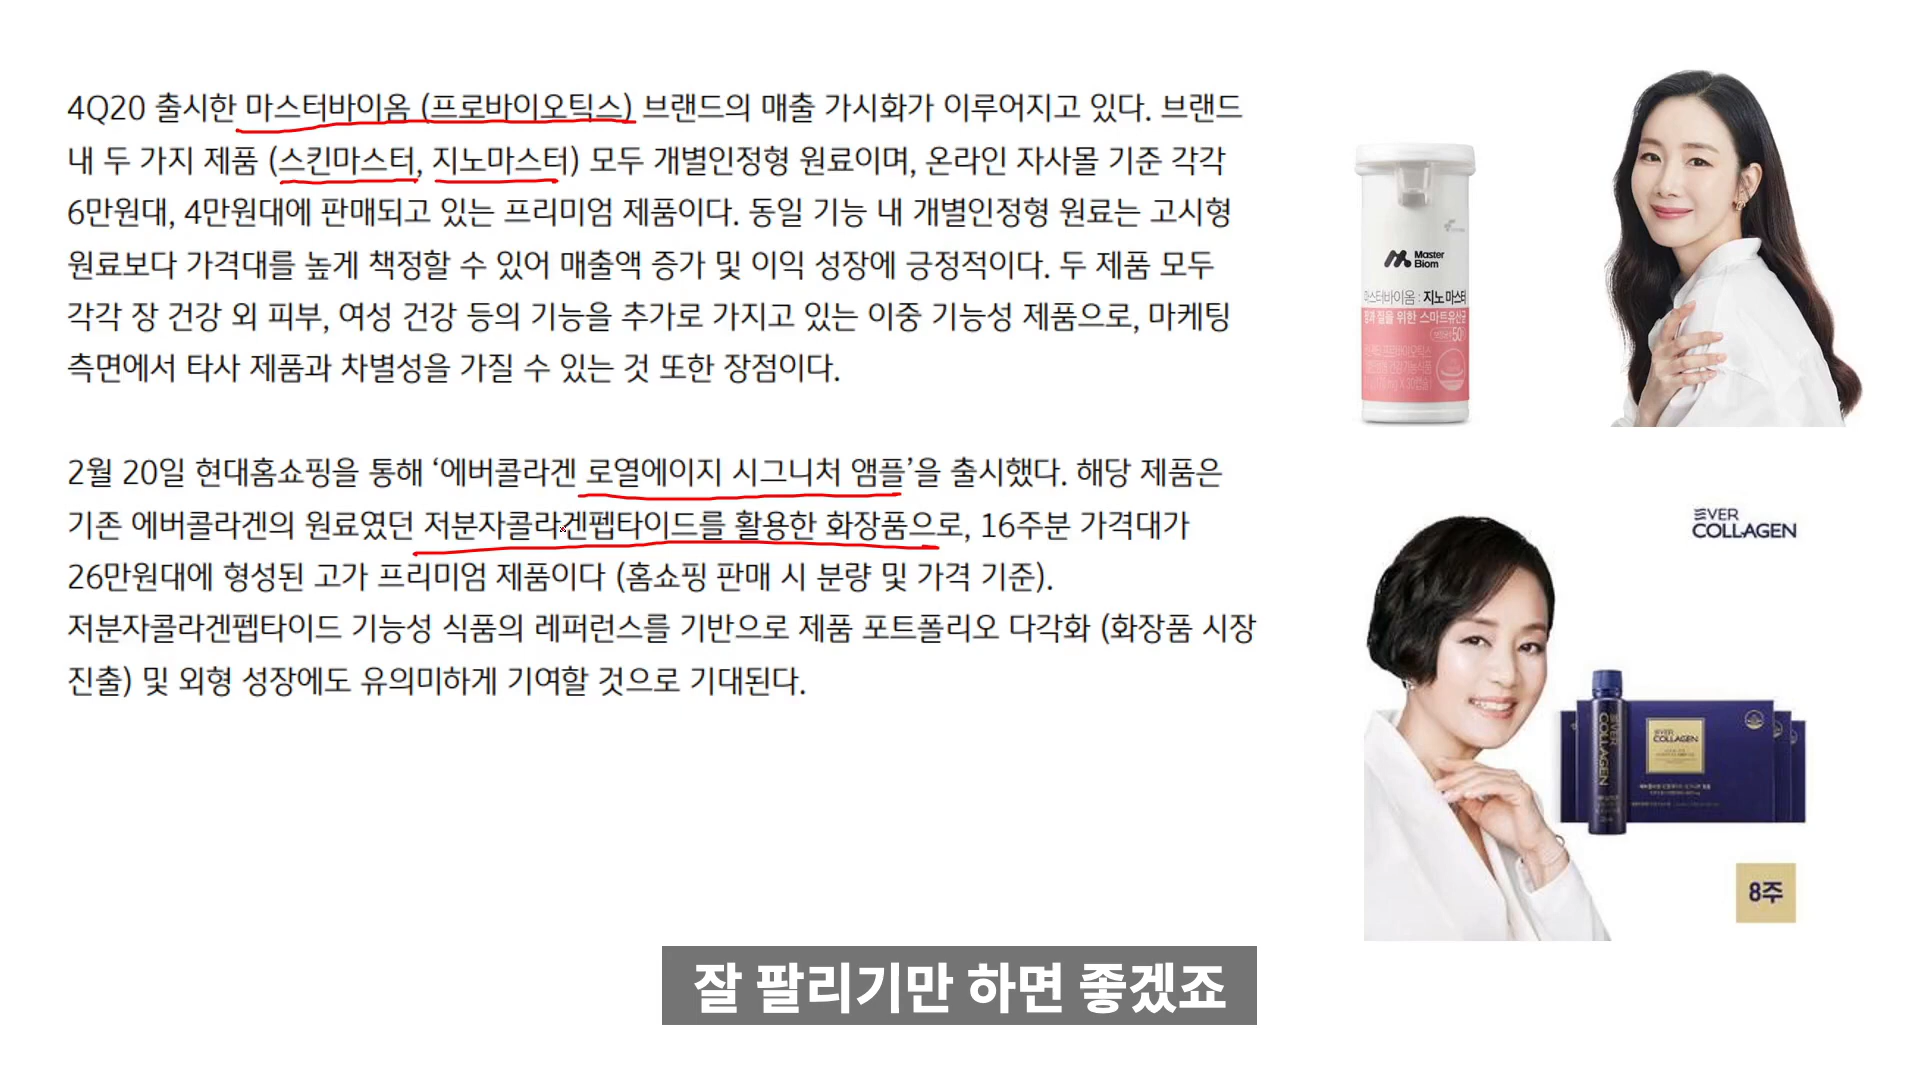 4Q20 출시한 마스터바이옴 (프로바이오틱스) 브랜드의 매출 가시화가 이루어지고 있다. 브랜드
내 두 가지 제품 (스킨마스터, 지노마스터) 모두 개별인정형 원료이며, 온라인 자사몰 기준 각각
6만원대, 4만원대에 판매되고 있는 프리미엄 제품이다. 동일 기능 내 개별인정형 원료는 고시형
원료보다 가격대를 높게 책정할 수 있어 매출액 증가 및 이익 성장에 긍정적이다. 두 제품 모두
각각 장 건강 외 피부, 여성 건강 등의 기능을 추가로 가지고 있는 이중 기능성 제품으로, 마케팅
측면에서 타사 제품과 차별성을 가질 수 있는 것 또한 장점이다.
2월 20일 현대홈쇼핑을 통해 ‘에버콜라겐 로열에이지 시그니처 앰플’을 출시했다. 해당 제품은
기존 에버콜라겐의 원료였던 저분자콜라겐펩타이드를 활용한 화장품으로, 16주분 가격대가
26만원대에 형성된 고가 프리미엄 제품이다 (홈쇼핑 판매 시 분량 및 가격 기준).
저분자콜라겐펩타이드 기능성 식품의 레퍼런스를 기반으로 제품 포트폴리오 다각화 (화장품 시장
진출) 및 외형 성장에도 유의미하게 기여할 것으로 기대된다.
Master
Biom
마스터바이옴 : 지노마스터
질을 위한 스마트유산균
EVER
COLLAGEN
EVER
COLLAGEN
EVER
COLLAGEN
8주
잘 팔리기만 하면 좋겠죠